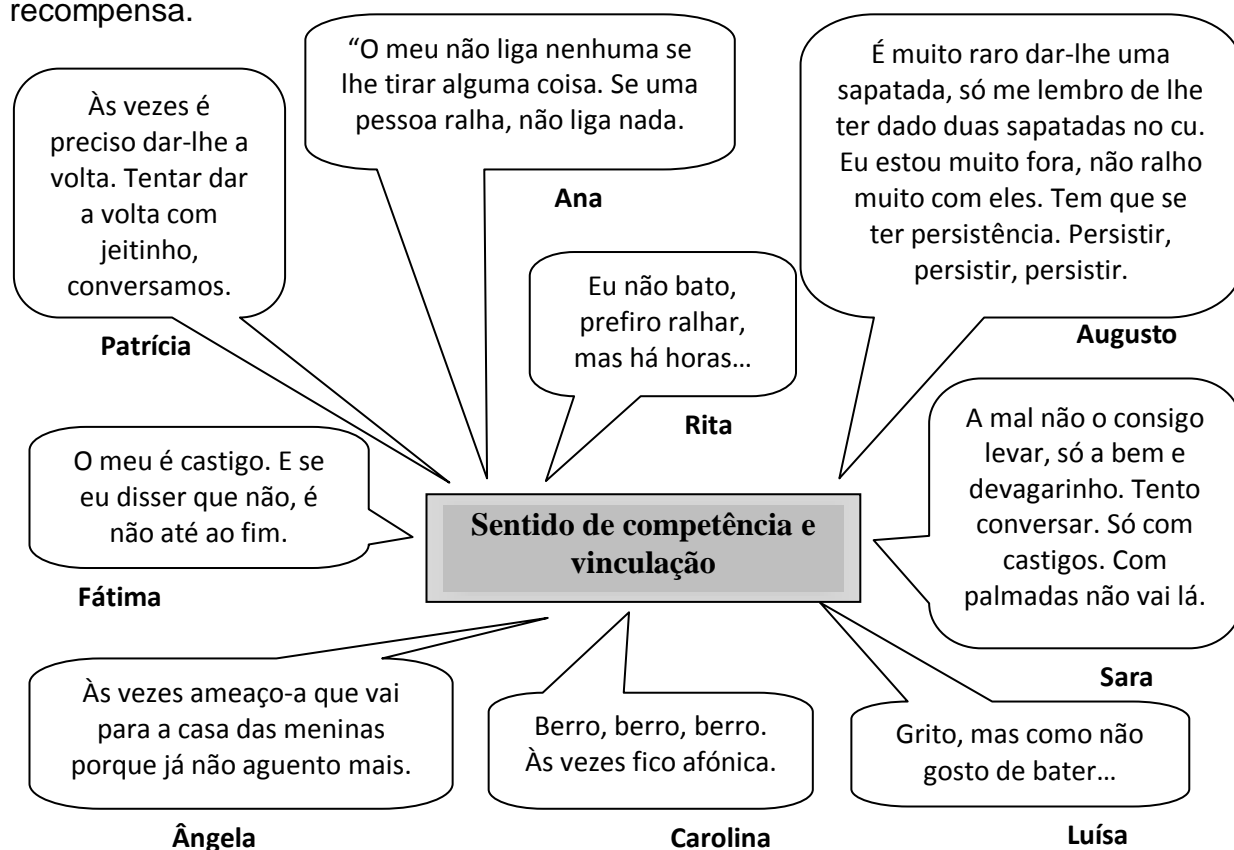 recompensa.
Às vezes é
preciso dar-lhe a
volta. Tentar dar
a volta com
jeitinho,
conversamos.
Patrícia
“O meu não liga nenhuma se
lhe tirar alguma coisa. Se uma
pessoa ralha, não liga nada.
Ana
É muito raro dar-lhe uma
sapatada, só me lembro de lhe
ter dado duas sapatadas no cu.
Eu estou muito fora, não ralho
muito com eles. Tem que se
ter persistência. Persistir,
persistir, persistir.
Augusto
Eu não bato,
prefiro ralhar,
mas há horas…
Rita
O meu é castigo. E se
eu disser que não, é
não até ao fim.
Fátima
Sentido de competência e
vinculação
A mal não o consigo
levar, só a bem e
devagarinho. Tento
conversar. Só com
castigos. Com
palmadas não vai lá.
Sara
Às vezes ameaço-a que vai
para a casa das meninas
porque já não aguento mais.
Ângela
Berro, berro, berro.
Às vezes fico afónica.
Carolina
Grito, mas como não
gosto de bater…
Luísa